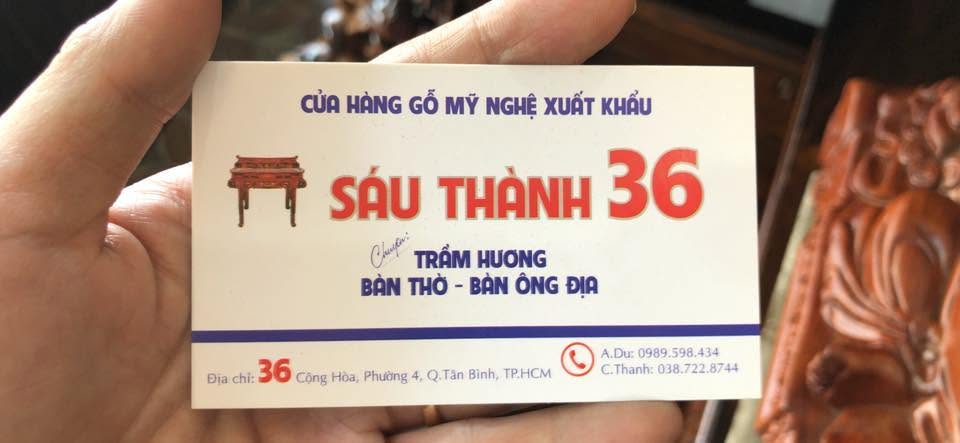 CỬA HÀNG GỖ MỸ NGHỆ XUẤT KHẨU
SÁU THÀNH 36
Chuyên:
TRẦM HƯƠNG
BÀN THỜ - BÀN ÔNG ĐỊA
Địa chỉ: 36 Cộng Hòa, Phường 4, Q.Tân Bình, TP.HCM
A.Du: 0989.598.434
C.Thanh: 038.722.8744